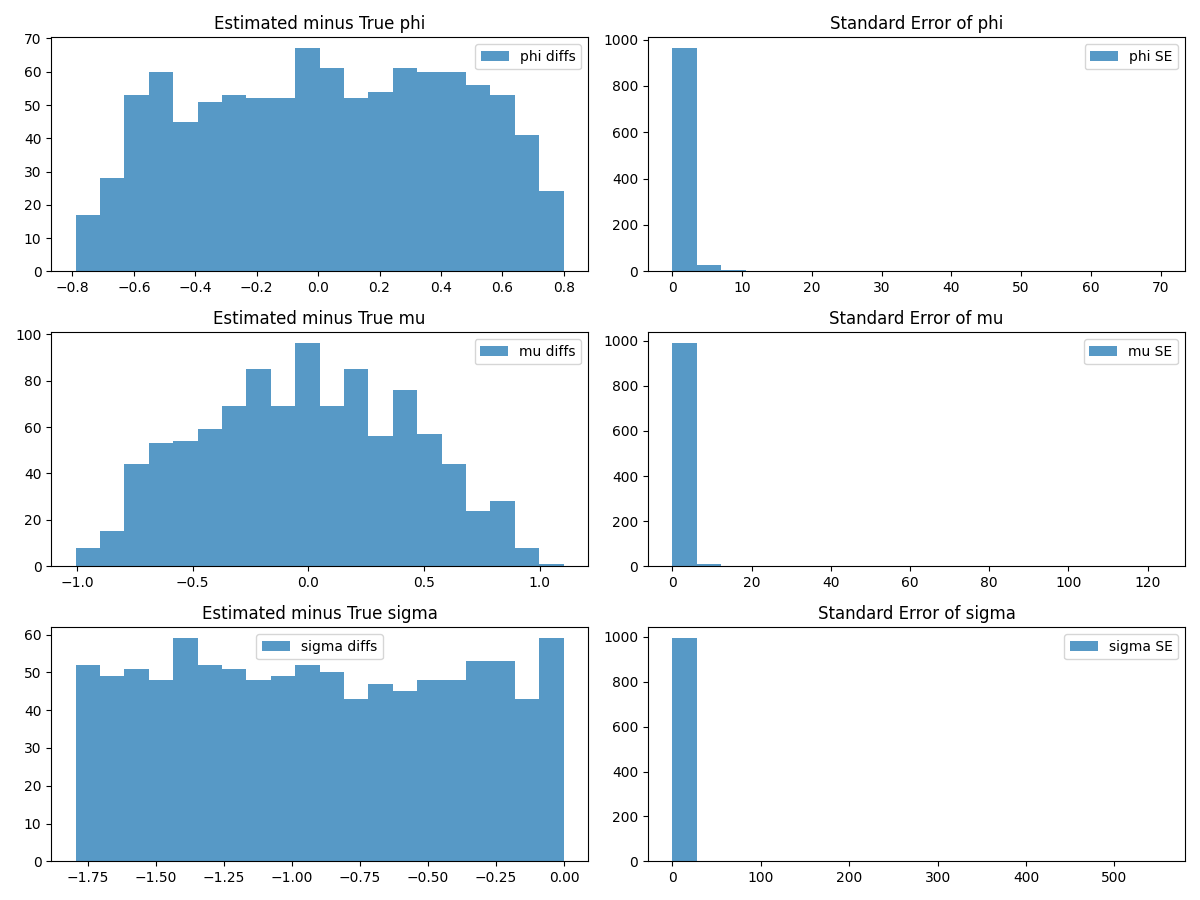 Estimated minus True phi
70
60
50
40
30
20
10
0
phi diffs
−0.8 −0.6 −0.4 −0.2 0.0 0.2 0.4 0.6 0.8
Standard Error of phi
1000
800
600
400
200
0
phi SE
0 10 20 30 40 50 60 70
Estimated minus True mu
100
80
60
40
20
0
mu diffs
−1.0 −0.5 0.0 0.5 1.0
Standard Error of mu
1000
800
600
400
200
0
mu SE
0 20 40 60 80 100 120
Estimated minus True sigma
60
50
40
30
20
10
0
sigma diffs
−1.75 −1.50 −1.25 −1.00 −0.75 −0.50 −0.25 0.00
Standard Error of sigma
1000
800
600
400
200
0
sigma SE
0 100 200 300 400 500